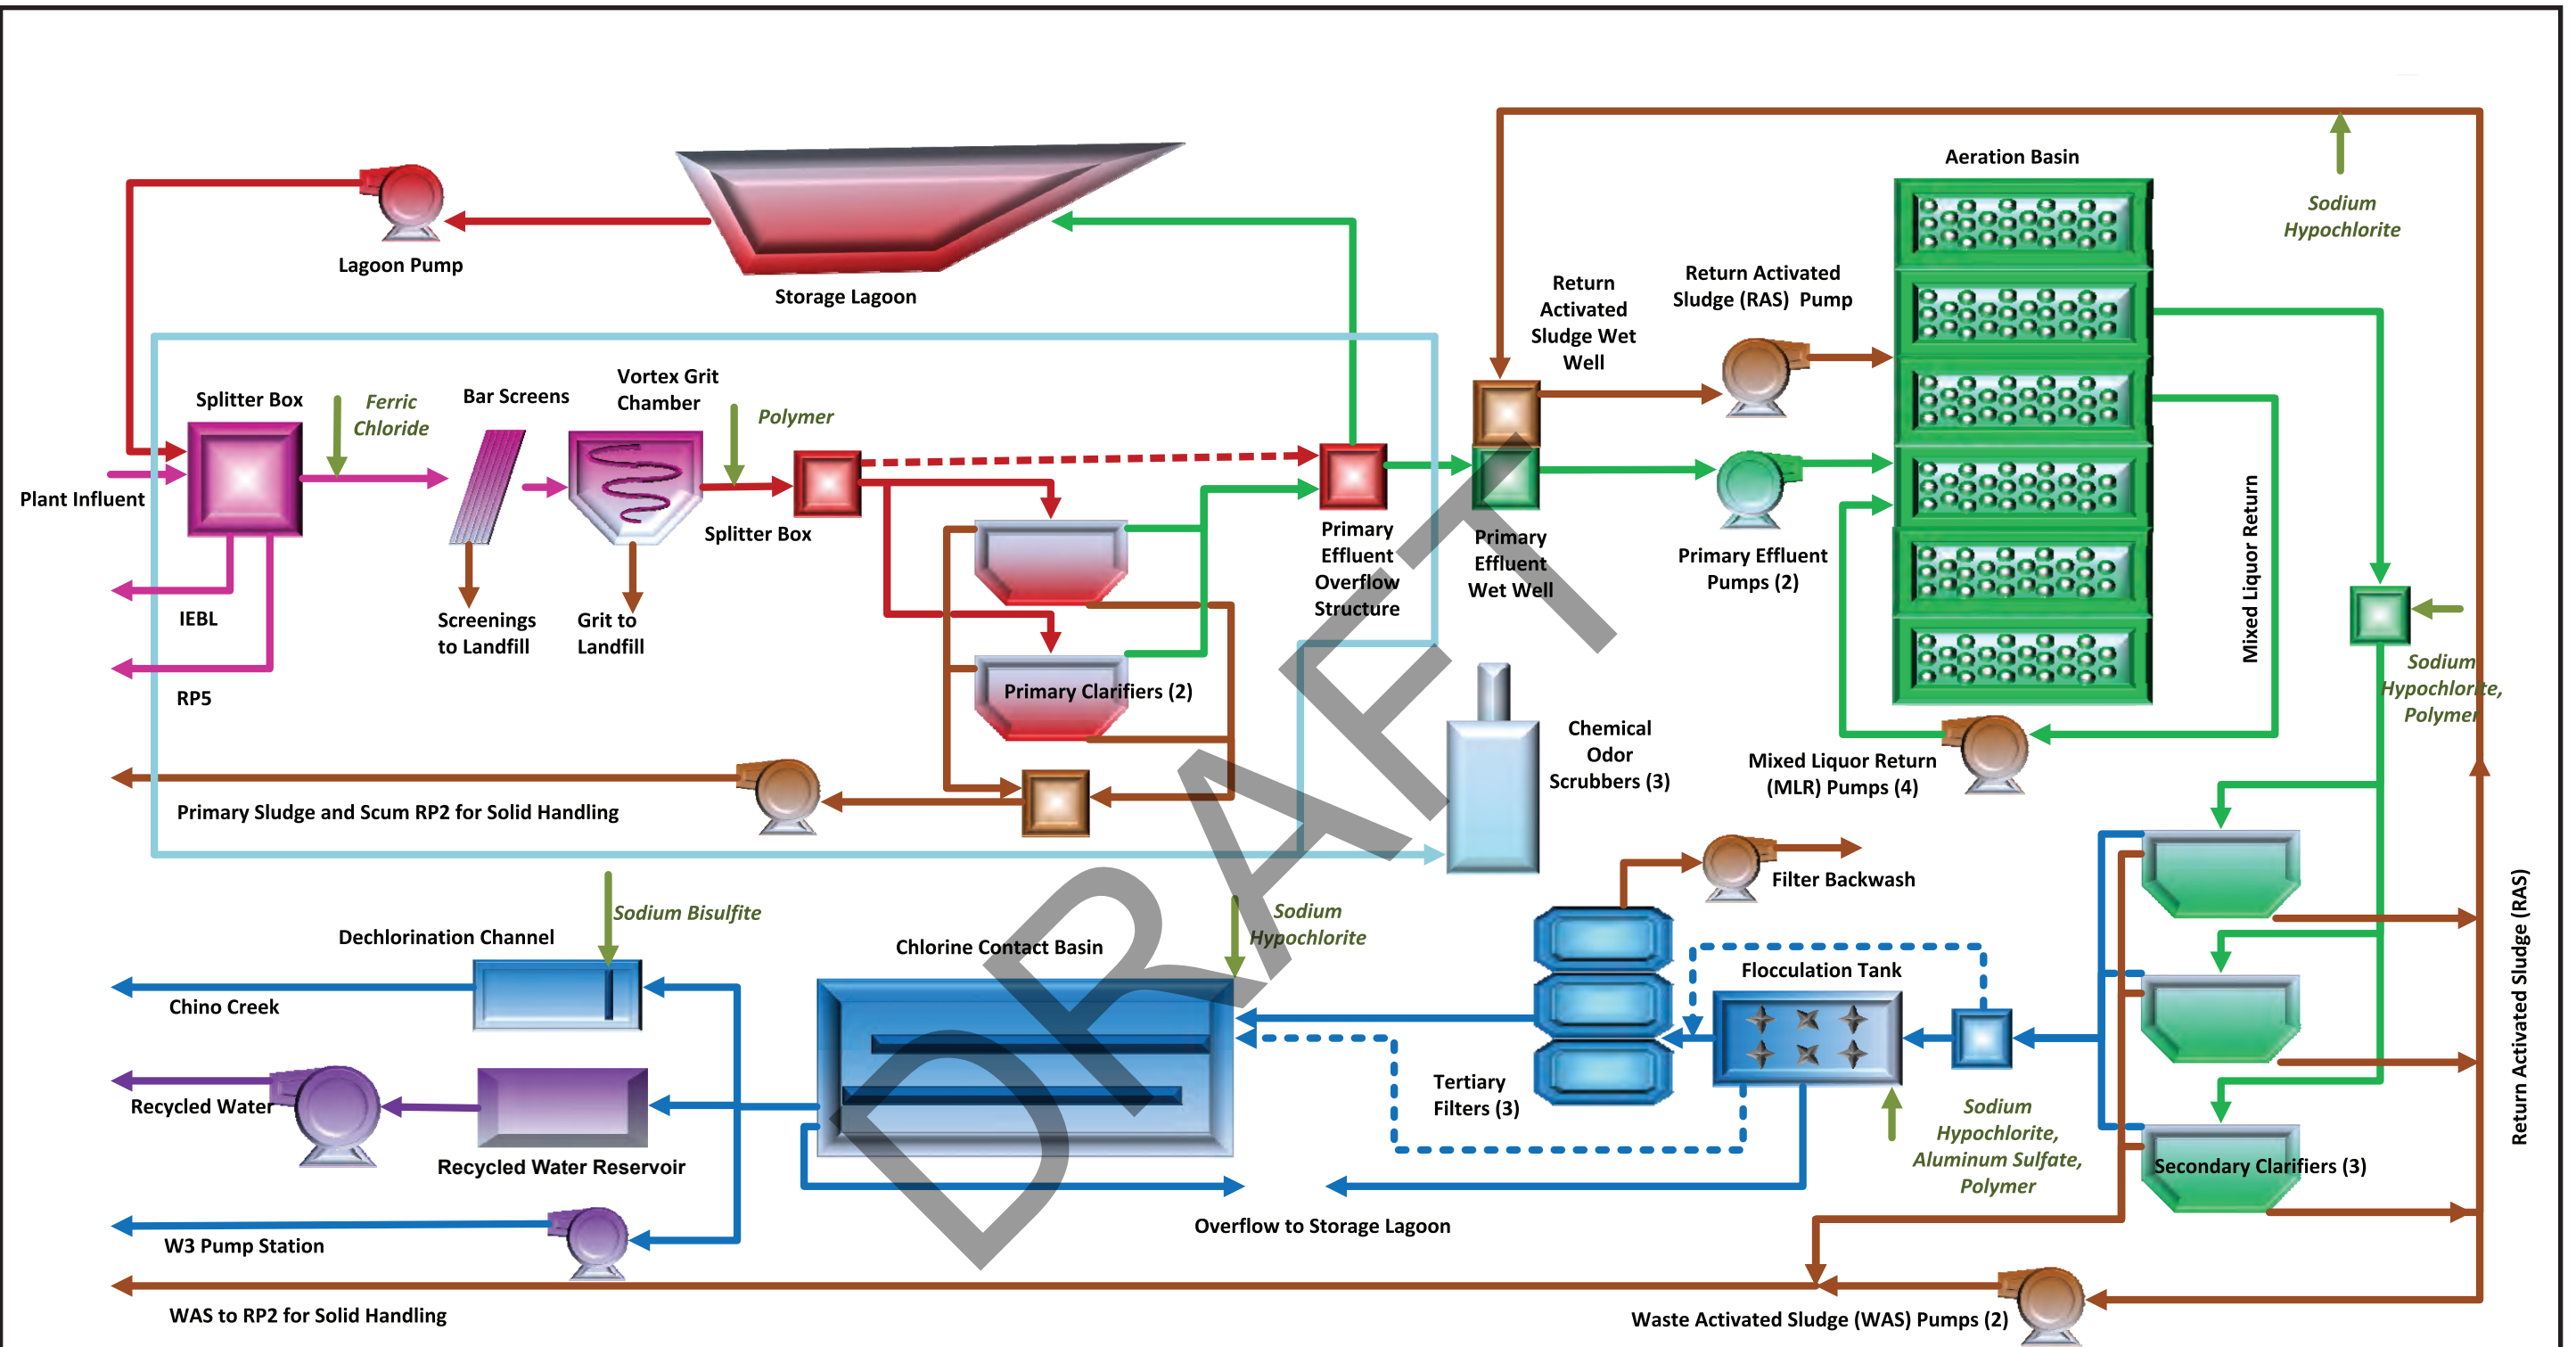 Aeration Basin
Sodium
Hypochlorite
Lagoon Pump
Storage Lagoon
Return
Activated
Sludge Wet
Well
Return Activated
Sludge (RAS) Pump
Splitter Box
Ferric
Chloride
Bar Screens
Vortex Grit
Chamber
Polymer
Plant Influent
Splitter Box
Primary
Effluent
Overflow
Structure
Primary
Effluent
Wet Well
Primary Effluent
Pumps (2)
Mixed Liquor Return
IEBL
Screenings
to Landfill
Grit to
Landfill
RP5
Primary Clarifiers (2)
Sodium
Hypochlorite,
Polymer
Chemical
Odor
Scrubbers (3)
Mixed Liquor Return
(MLR) Pumps (4)
Primary Sludge and Scum RP2 for Solid Handling
Filter Backwash
Sodium Bisulfite
Sodium
Hypochlorite
Dechlorination Channel
Chlorine Contact Basin
Flocculation Tank
Return Activated Sludge (RAS)
Chino Creek
Recycled Water
Tertiary
Filters (3)
Sodium
Hypochlorite,
Aluminum Sulfate,
Polymer
Recycled Water Reservoir
Secondary Clarifiers (3)
W3 Pump Station
Overflow to Storage Lagoon
WAS to RP2 for Solid Handling
Waste Activated Sludge (WAS) Pumps (2)
DRAFT